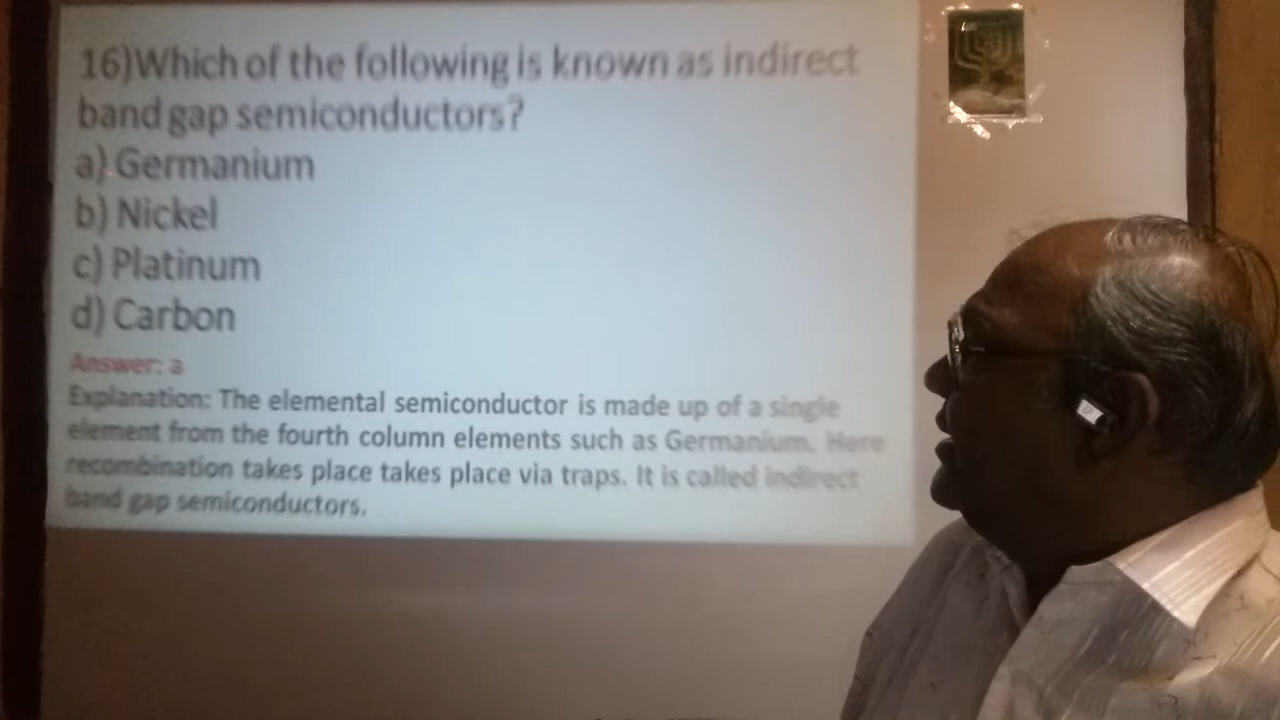 16)Which of the following is known as indirect
band gap semiconductors?
a) Germanium
b) Nickel
c) Platinum
d) Carbon
Answer: a
Explanation: The elemental semiconductor is made up of a single
element from the fourth column elements such as Germanium. Here
recombination takes place takes place via traps. It is called indirect
band gap semiconductors.